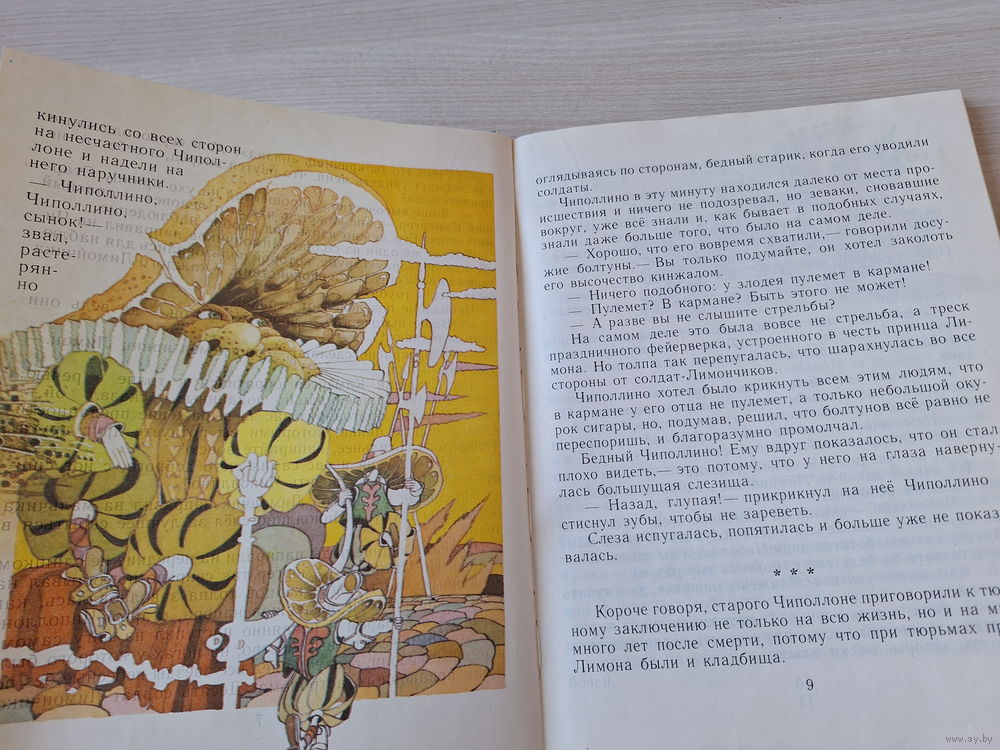 кинулись со всех сторон
на несчастного Чипол-
лоне и надели на
него наручники.
— Чиполлино,
Чиполлино,
сынок! —
звал,
расте-
рян-
но
оглядываясь по сторонам, бедный старик, когда его уводили
солдаты.
Чиполлино в эту минуту находился далеко от места про-
исшествия и ничего не подозревал, но зеваки, сновавшие
вокруг, уже всё знали и, как бывает в подобных случаях,
знали даже больше того, что было на самом деле.
— Хорошо, что его вовремя схватили,— говорили досу-
жие болтуны.— Вы только подумайте, он хотел заколоть
его высочество кинжалом.
— Ничего подобного: у злодея пулемет в кармане!
— Пулемет? В кармане? Быть этого не может!
— А разве вы не слышите стрельбы?
На самом деле это была вовсе не стрельба, а треск
праздничного фейерверка, устроенного в честь принца Ли-
мона. Но толпа так перепугалась, что шарахнулась во все
стороны от солдат-Лимончиков.
Чиполлино хотел было крикнуть всем этим людям, что
в кармане у его отца не пулемет, а только небольшой оку-
рок сигары, но, подумав, решил, что болтунов всё равно не
переспоришь, и благоразумно промолчал.
Бедный Чиполлино! Ему вдруг показалось, что он стал
плохо видеть,— это потому, что у него на глаза наверну-
лась большущая слезища.
— Назад, глупая!— прикрикнул на неё Чиполлино
стиснул зубы, чтобы не зареветь.
Слеза испугалась, попятилась и больше уже не показ
валась.
* * *
Короче говоря, старого Чиполлоне приговорили к тю
ному заключению не только на всю жизнь, но и на м
много лет после смерти, потому что при тюрьмах пр
Лимона были и кладбища.
9
7
www.ay.by